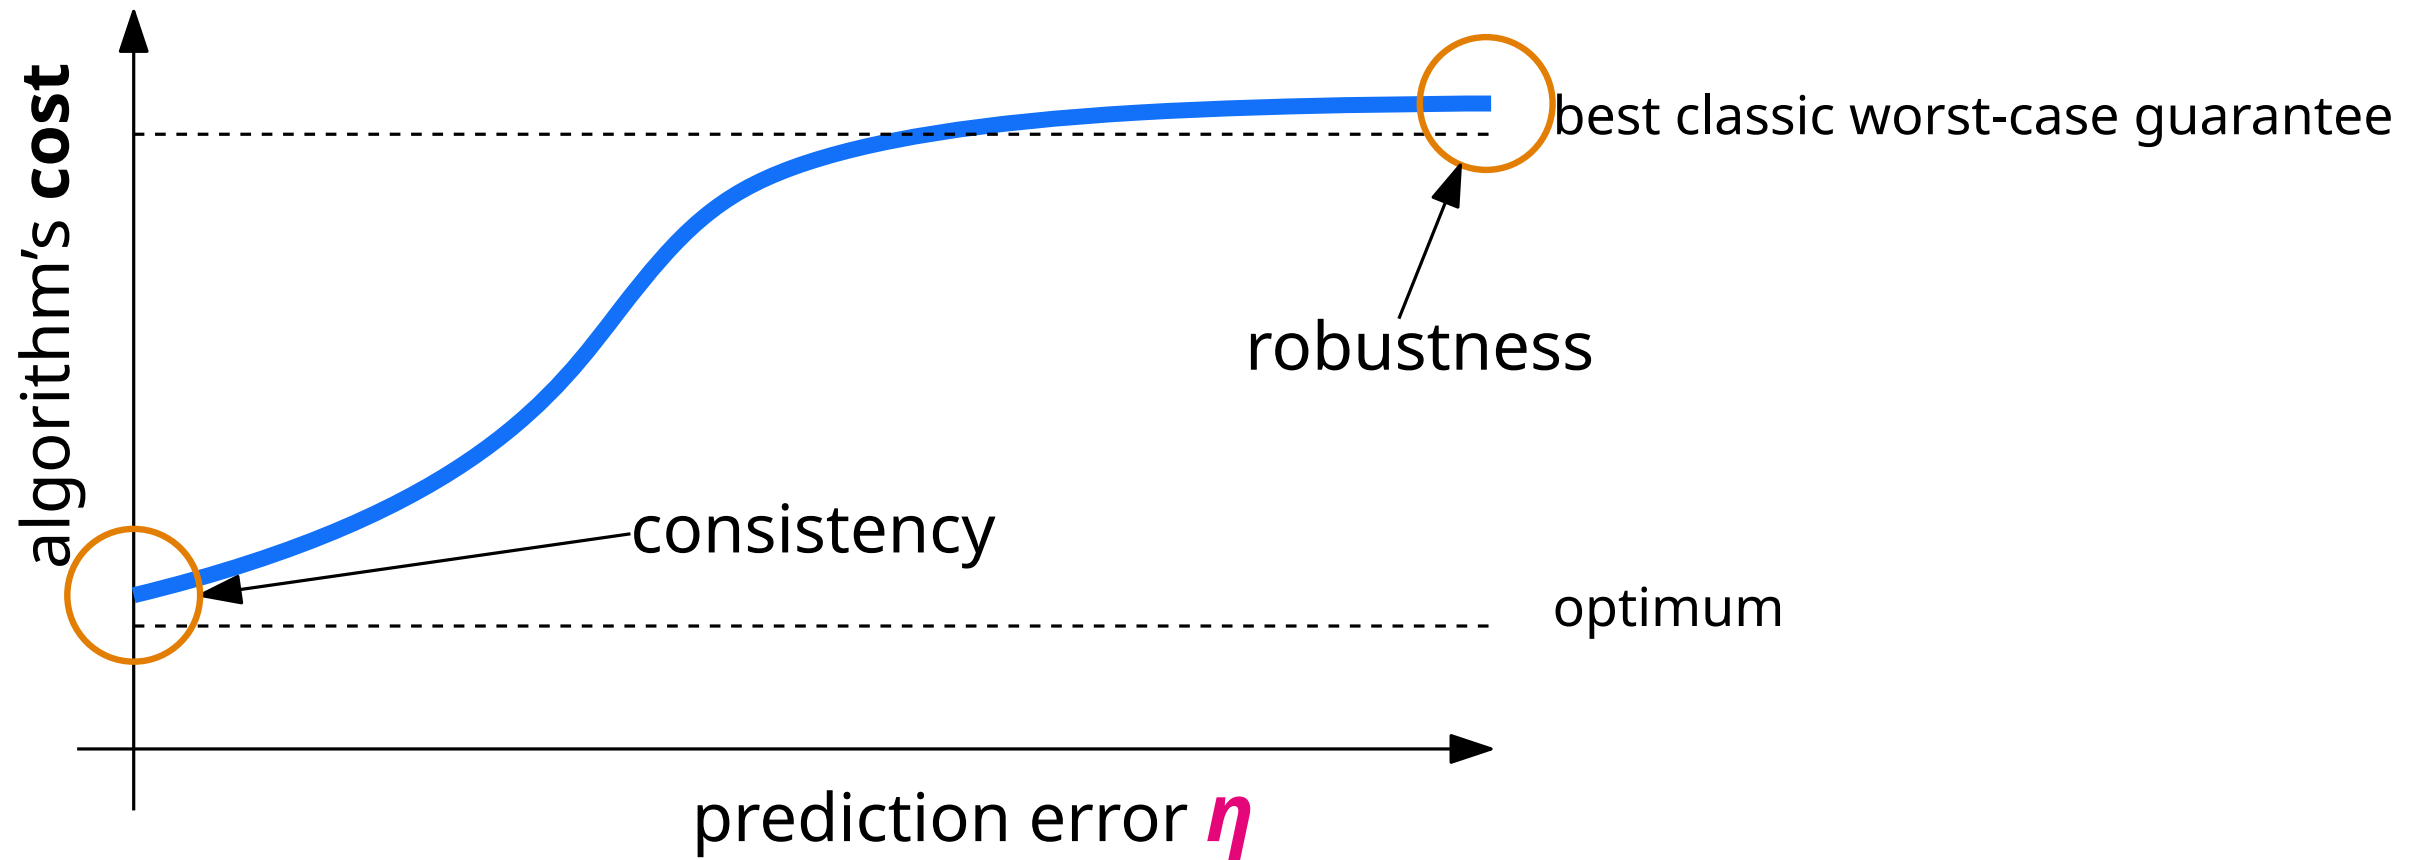 algorithm's cost
best classic worst-case guarantee
robustness
consistency
optimum
prediction error η